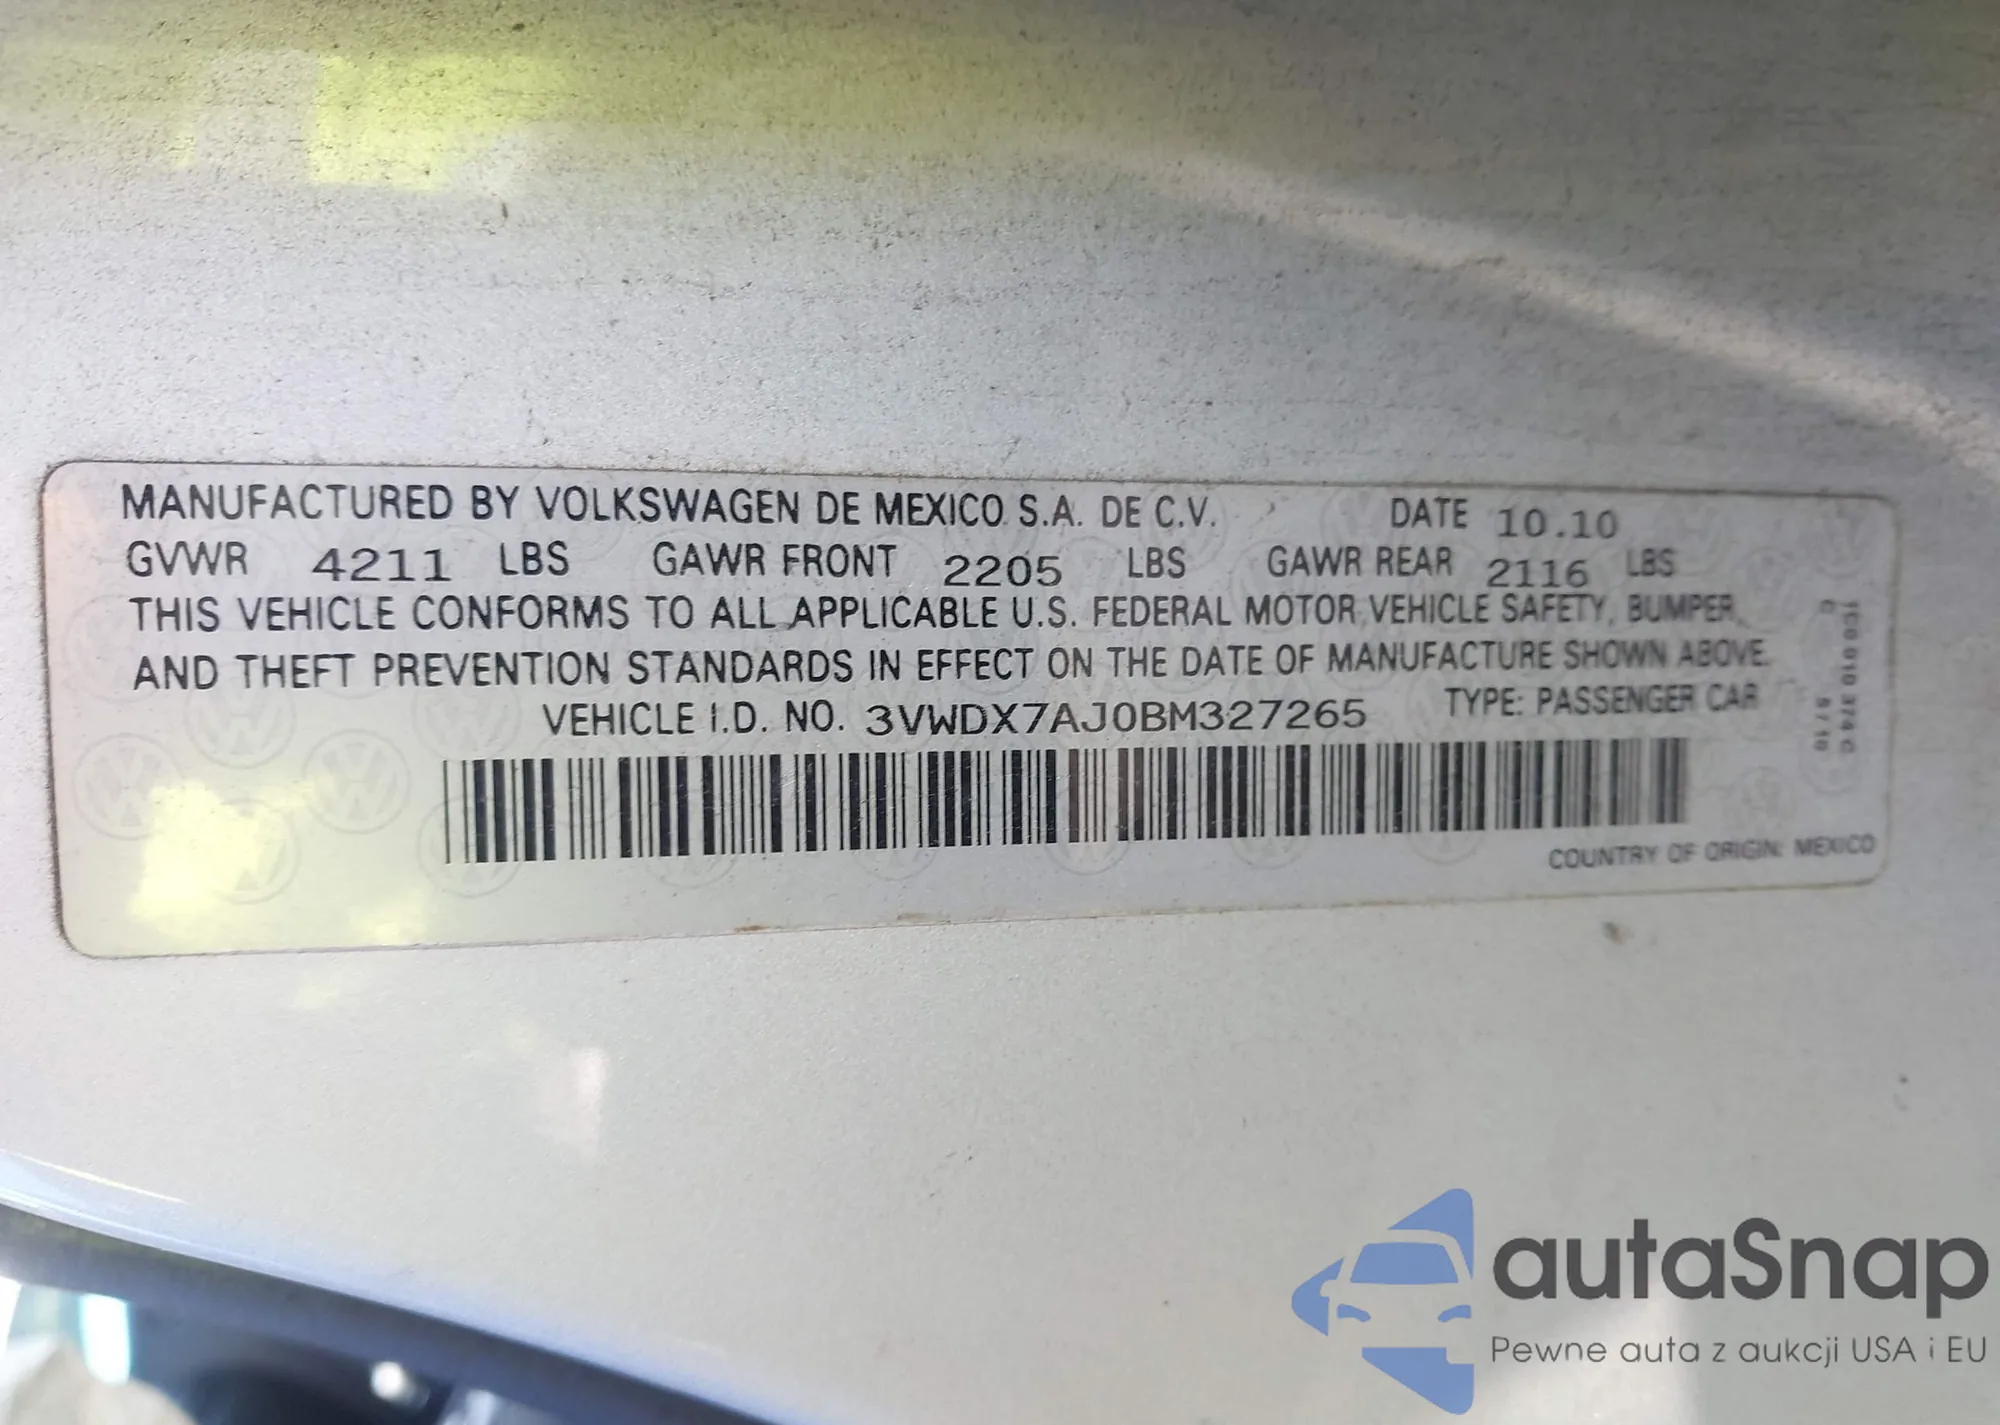 MANUFACTURED BY VOLKSWAGEN DE MEXICO S.A. DE C.V. DATE 10.10
GVWR 4211 LBS GAWR FRONT 2205 LBS GAWR REAR 2116 LBS
THIS VEHICLE CONFORMS TO ALL APPLICABLE U.S. FEDERAL MOTOR VEHICLE SAFETY, BUMPER,
AND THEFT PREVENTION STANDARDS IN EFFECT ON THE DATE OF MANUFACTURE SHOWN ABOVE.
VEHICLE I.D. NO. 3VWDX7AJ0BM327265 TYPE: PASSENGER CAR
COUNTRY OF ORIGIN: MEXICO
autaSnap
Pewne auta z aukcji USA i EU